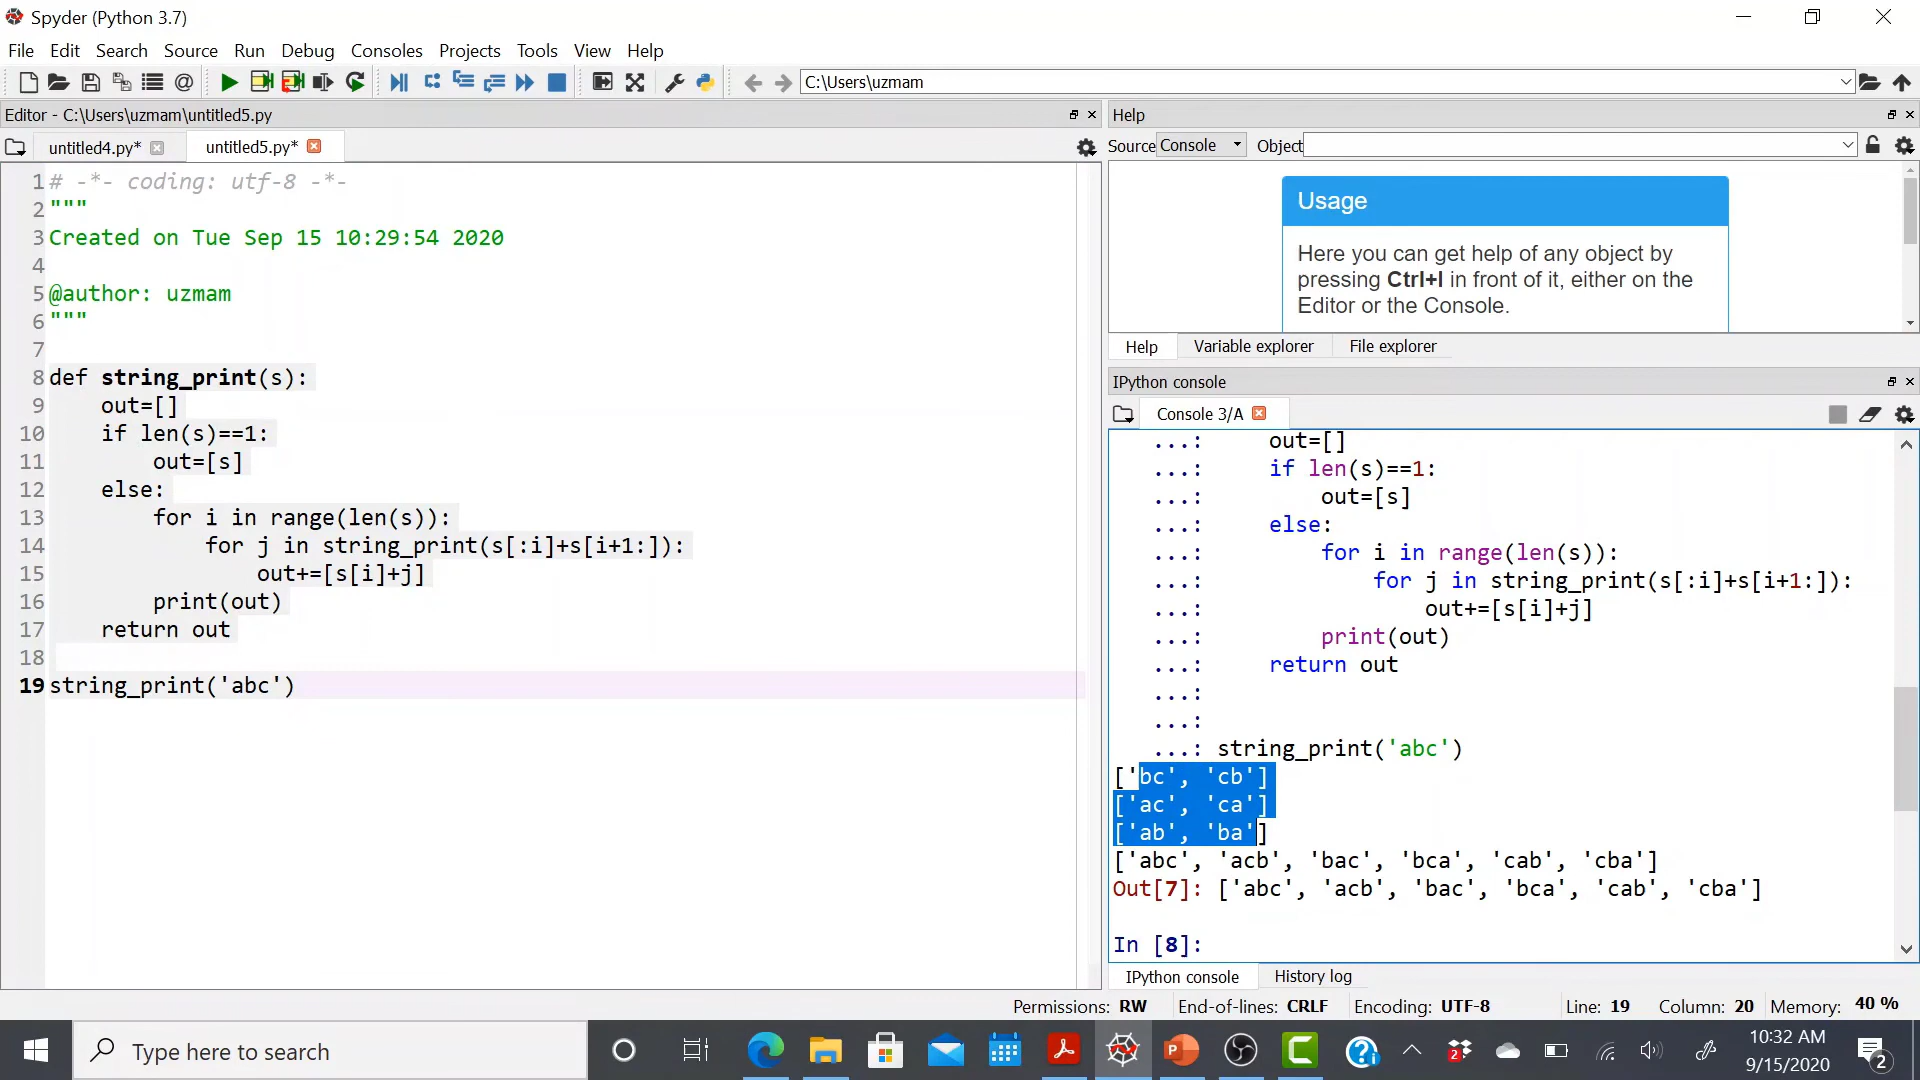 Spyder (Python 3.7)
File Edit Search Source Run Debug Consoles Projects Tools View Help
C:\Users\uzmam
Editor - C:\Users\uzmam\untitled5.py
untitled4.py* untitled5.py*
1 # -*- coding: utf-8 -*-
2 """
3 Created on Tue Sep 15 10:29:54 2020
4
5 @author: uzmam
6 """
7
8 def string_print(s):
9     out=[]
10     if len(s)==1:
11         out=[s]
12     else:
13         for i in range(len(s)):
14             for j in string_print(s[:i]+s[i+1:]):
15                 out+=[s[i]+j]
16         print(out)
17     return out
18
19 string_print('abc')
Help
Source Console Object
Usage
Here you can get help of any object by
pressing Ctrl+I in front of it, either on the
Editor or the Console.
Help Variable explorer File explorer
IPython console
Console 3/A
...:     out=[]
...:     if len(s)==1:
...:         out=[s]
...:     else:
...:         for i in range(len(s)):
...:             for j in string_print(s[:i]+s[i+1:]):
...:                 out+=[s[i]+j]
...:         print(out)
...:     return out
...:
...:
...: string_print('abc')
['bc', 'cb']
['ac', 'ca']
['ab', 'ba']
['abc', 'acb', 'bac', 'bca', 'cab', 'cba']
Out[7]: ['abc', 'acb', 'bac', 'bca', 'cab', 'cba']
In [8]:
IPython console History log
Permissions: RW End-of-lines: CRLF Encoding: UTF-8 Line: 19 Column: 20 Memory: 40 %
Type here to search
10:32 AM
9/15/2020
2